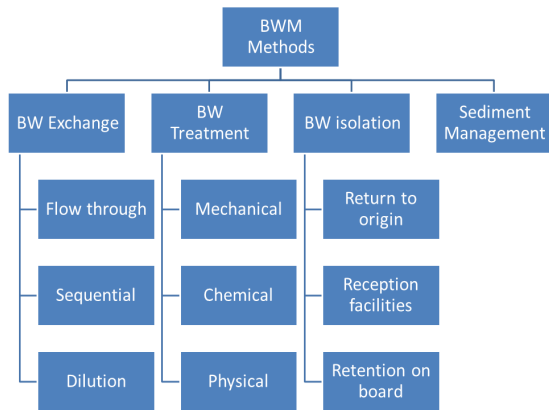 BWM
Methods
BW Exchange
BW
Treatment
BW isolation
Sediment
Management
Flow through
Mechanical
Return to
origin
Sequential
Chemical
Reception
facilities
Dilution
Physical
Retention on
board